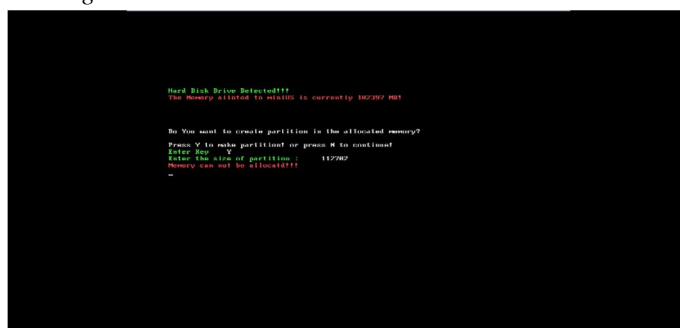 Hard Disk Drive Detected!!!
The Memory allnted to miniOS is currently 102397 MB!
Do You want to create partition in the allocated memory?
Press Y to make partition! or press N to continue!
Enter Key Y
Enter the size of partition : 112702
Memory can not be allocatd!!!